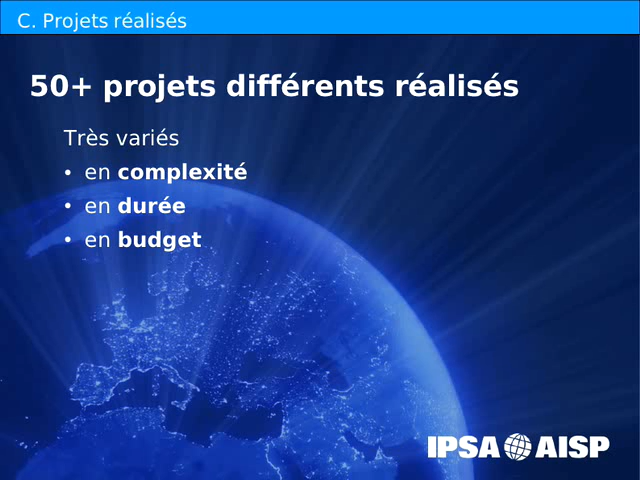 C. Projets réalisés
50+ projets différents réalisés
Très variés
• en complexité
• en durée
• en budget
IPSA AISP